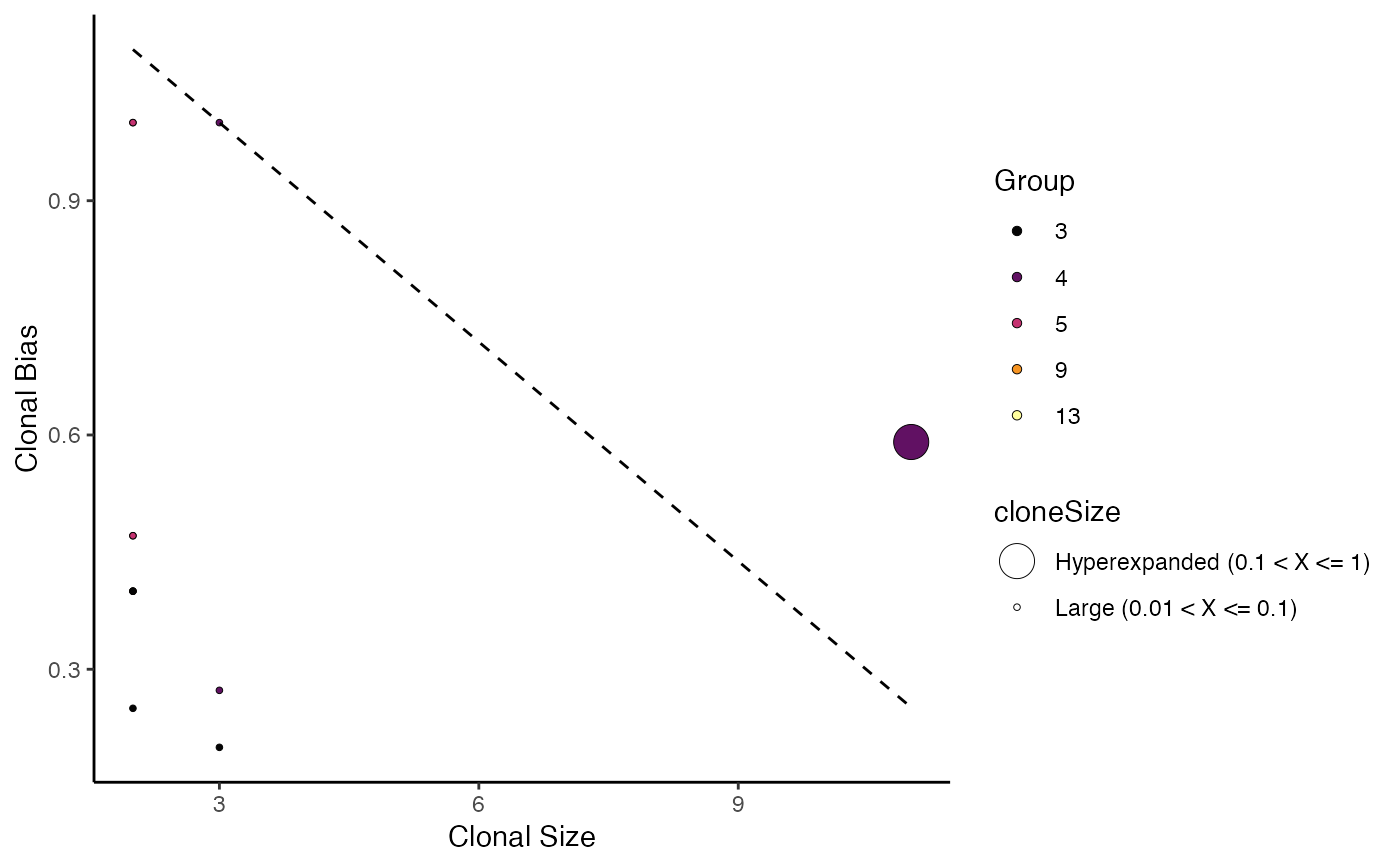 Clonal Bias
0.9
0.6
0.3
3
6
9
Clonal Size
Group
3
4
5
9
13
cloneSize
Hyperexpanded (0.1 < X <= 1)
Large (0.01 < X <= 0.1)